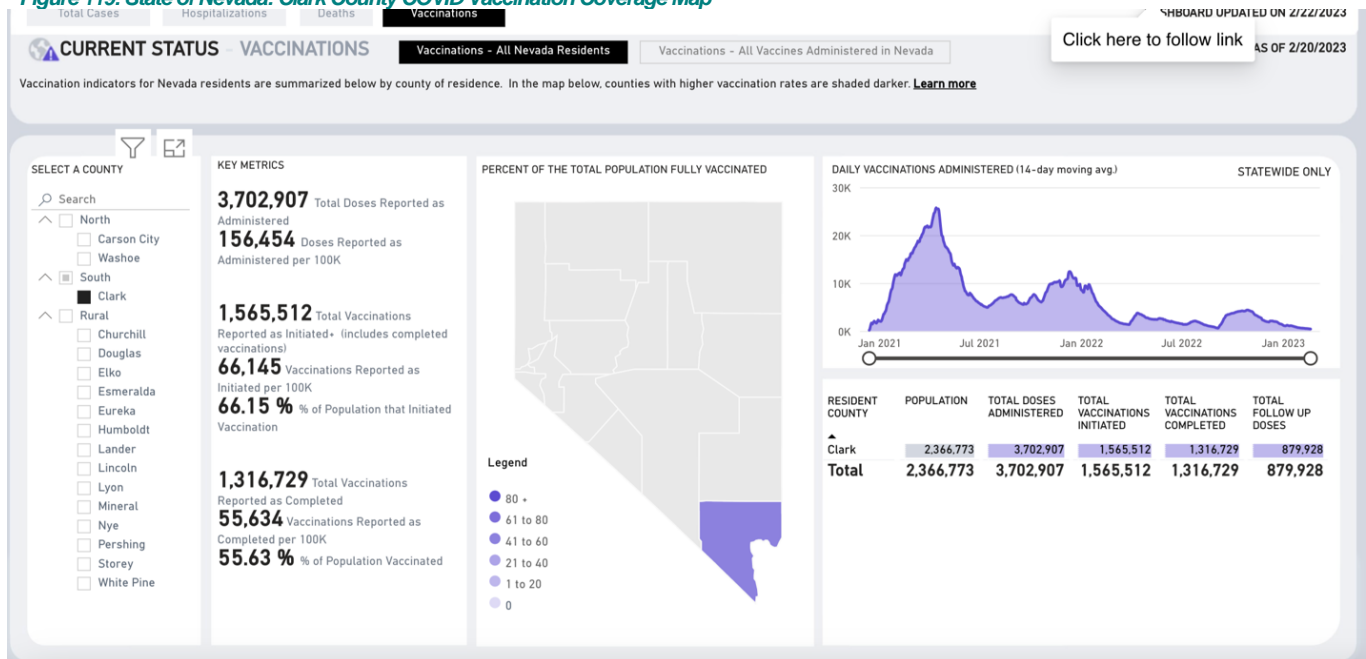 Figure 119. State of Nevada: Clark County COVID Vaccination Coverage Map
Total Cases
Hospitalizations
Deaths
Vaccinations
SHBOARD UPDATED ON 2/22/2023
Click here to follow link
AS OF 2/20/2023
CURRENT STATUS - VACCINATIONS
Vaccinations - All Nevada Residents
Vaccinations - All Vaccines Administered in Nevada
Vaccination indicators for Nevada residents are summarized below by county of residence. In the map below, counties with higher vaccination rates are shaded darker. Learn more
SELECT A COUNTY
Search
North
Carson City
Washoe
South
Clark
Rural
Churchill
Douglas
Elko
Esmeralda
Eureka
Humboldt
Lander
Lincoln
Lyon
Mineral
Nye
Pershing
Storey
White Pine
KEY METRICS
3,702,907 Total Doses Reported as
Administered
156,454 Doses Reported as
Administered per 100K
1,565,512 Total Vaccinations
Reported as Initiated+ (includes completed
vaccinations)
66,145 Vaccinations Reported as
Initiated per 100K
66.15 % % of Population that Initiated
Vaccination
1,316,729 Total Vaccinations
Reported as Completed
55,634 Vaccinations Reported as
Completed per 100K
55.63 % % of Population Vaccinated
PERCENT OF THE TOTAL POPULATION FULLY VACCINATED
Legend
80 +
61 to 80
41 to 60
21 to 40
1 to 20
0
DAILY VACCINATIONS ADMINISTERED (14-day moving avg.)
STATEWIDE ONLY
30K
20K
10K
0K
Jan 2021 Jul 2021 Jan 2022 Jul 2022 Jan 2023
RESIDENT COUNTY
POPULATION
TOTAL DOSES ADMINISTERED
TOTAL VACCINATIONS INITIATED
TOTAL VACCINATIONS COMPLETED
TOTAL FOLLOW UP DOSES
Clark 2,366,773 3,702,907 1,565,512 1,316,729 879,928
Total 2,366,773 3,702,907 1,565,512 1,316,729 879,928